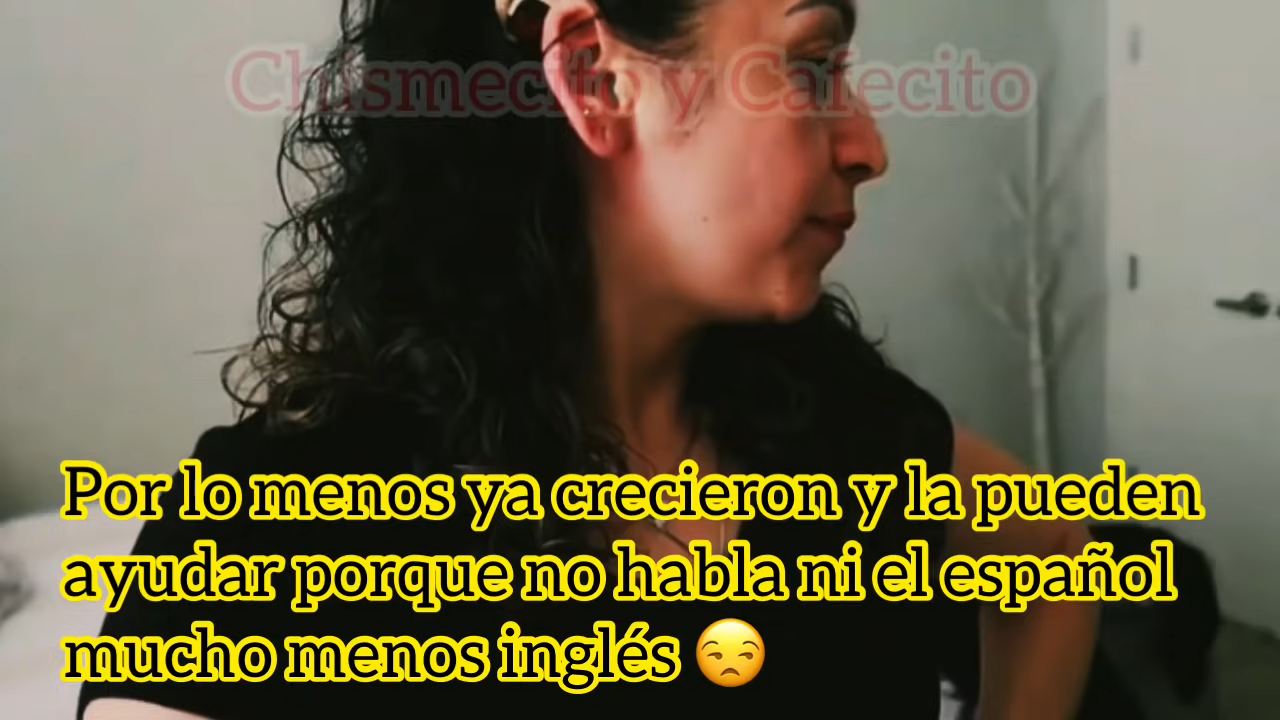 Chismecito y Cafecito
Por lo menos ya crecieron y la pueden
ayudar porque no habla ni el español
mucho menos inglés 😒